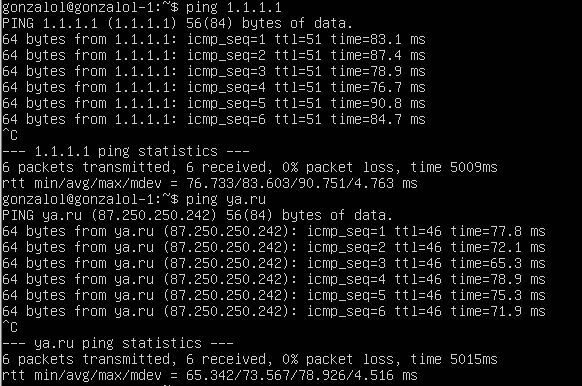 gonzalol@gonzalol-1:~$ ping 1.1.1.1
PING 1.1.1.1 (1.1.1.1) 56(84) bytes of data.
64 bytes from 1.1.1.1: icmp_seq=1 ttl=51 time=83.1 ms
64 bytes from 1.1.1.1: icmp_seq=2 ttl=51 time=87.4 ms
64 bytes from 1.1.1.1: icmp_seq=3 ttl=51 time=78.9 ms
64 bytes from 1.1.1.1: icmp_seq=4 ttl=51 time=76.7 ms
64 bytes from 1.1.1.1: icmp_seq=5 ttl=51 time=90.8 ms
64 bytes from 1.1.1.1: icmp_seq=6 ttl=51 time=84.7 ms
^C
--- 1.1.1.1 ping statistics ---
6 packets transmitted, 6 received, 0% packet loss, time 5009ms
rtt min/avg/max/mdev = 76.733/83.603/90.751/4.763 ms
gonzalol@gonzalol-1:~$ ping ya.ru
PING ya.ru (87.250.250.242) 56(84) bytes of data.
64 bytes from ya.ru (87.250.250.242): icmp_seq=1 ttl=46 time=77.8 ms
64 bytes from ya.ru (87.250.250.242): icmp_seq=2 ttl=46 time=72.1 ms
64 bytes from ya.ru (87.250.250.242): icmp_seq=3 ttl=46 time=65.3 ms
64 bytes from ya.ru (87.250.250.242): icmp_seq=4 ttl=46 time=78.9 ms
64 bytes from ya.ru (87.250.250.242): icmp_seq=5 ttl=46 time=75.3 ms
64 bytes from ya.ru (87.250.250.242): icmp_seq=6 ttl=46 time=71.9 ms
^C
--- ya.ru ping statistics ---
6 packets transmitted, 6 received, 0% packet loss, time 5015ms
rtt min/avg/max/mdev = 65.342/73.567/78.926/4.516 ms